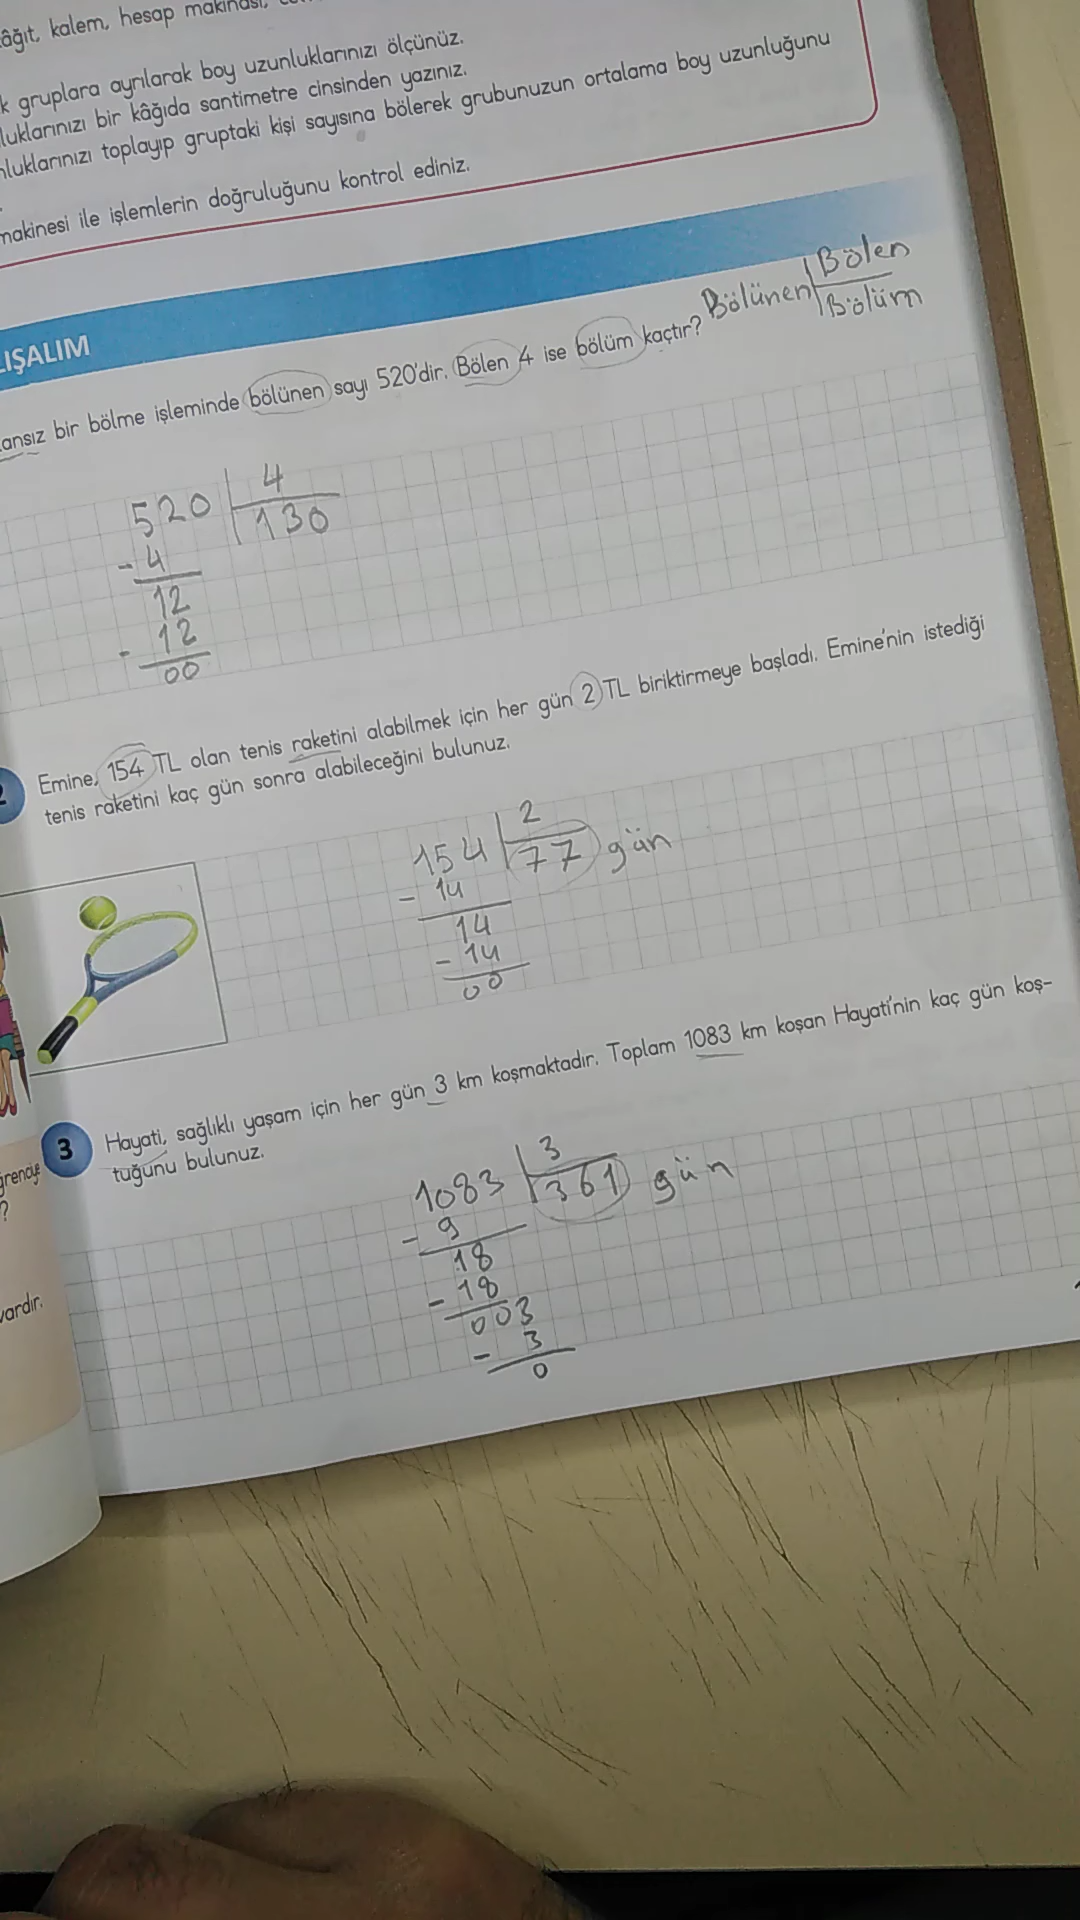 kalem, hesap makinası,
k gruplara ayrılarak boy uzunluklarınızı ölçünüz.
luklarınızı bir kâğıda santimetre cinsinden yazınız.
nluklarınızı toplayıp gruptaki kişi sayısına bölerek grubunuzun ortalama boy uzunluğunu
makinesi ile işlemlerin doğruluğunu kontrol ediniz.
LIŞALIM
Bölünen Bölen
Bölüm
ansız bir bölme işleminde bölünen sayı 520'dir. Bölen 4 ise bölüm kaçtır?
520 4
130
- 4
12
- 12
00
2 Emine, 154 TL olan tenis raketini alabilmek için her gün 2 TL biriktirmeye başladı. Emine'nin istediği
tenis raketini kaç gün sonra alabileceğini bulunuz.
154 2
77 gün
- 14
14
- 14
00
3 Hayati, sağlıklı yaşam için her gün 3 km koşmaktadır. Toplam 1083 km koşan Hayati'nin kaç gün koş-
tuğunu bulunuz.
1083 3
361 gün
- 9
18
- 18
003
- 3
0
ğrenciye
?
vardır.